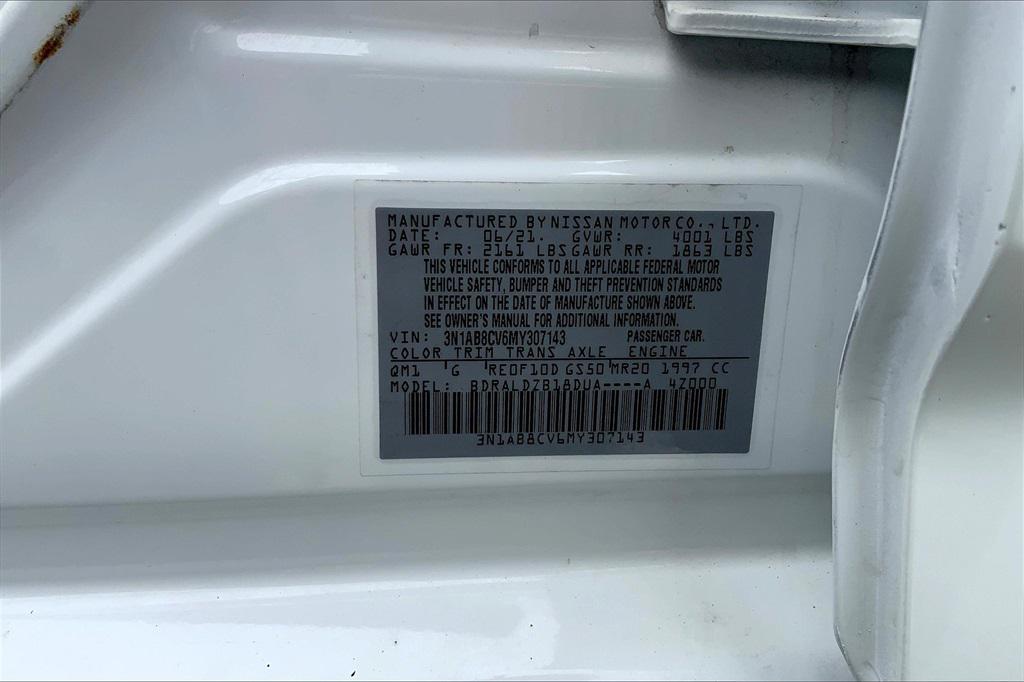 MANUFACTURED BY NISSAN MOTOR CO., LTD.
DATE: 06/21. GVWR: 4001 LBS
GAWR FR: 2161 LBS GAWR RR: 1863 LBS
THIS VEHICLE CONFORMS TO ALL APPLICABLE FEDERAL MOTOR
VEHICLE SAFETY, BUMPER AND THEFT PREVENTION STANDARDS
IN EFFECT ON THE DATE OF MANUFACTURE SHOWN ABOVE.
SEE OWNER'S MANUAL FOR ADDITIONAL INFORMATION.
VIN: 3N1AB8CV6MY307143 PASSENGER CAR.
COLOR TRIM TRANS AXLE ENGINE
QM1 G RE0F10D GS50 MR20 1997 CC
MODEL: BDRALDZB18DUA----A 4Z000
3N1AB8CV6MY307143